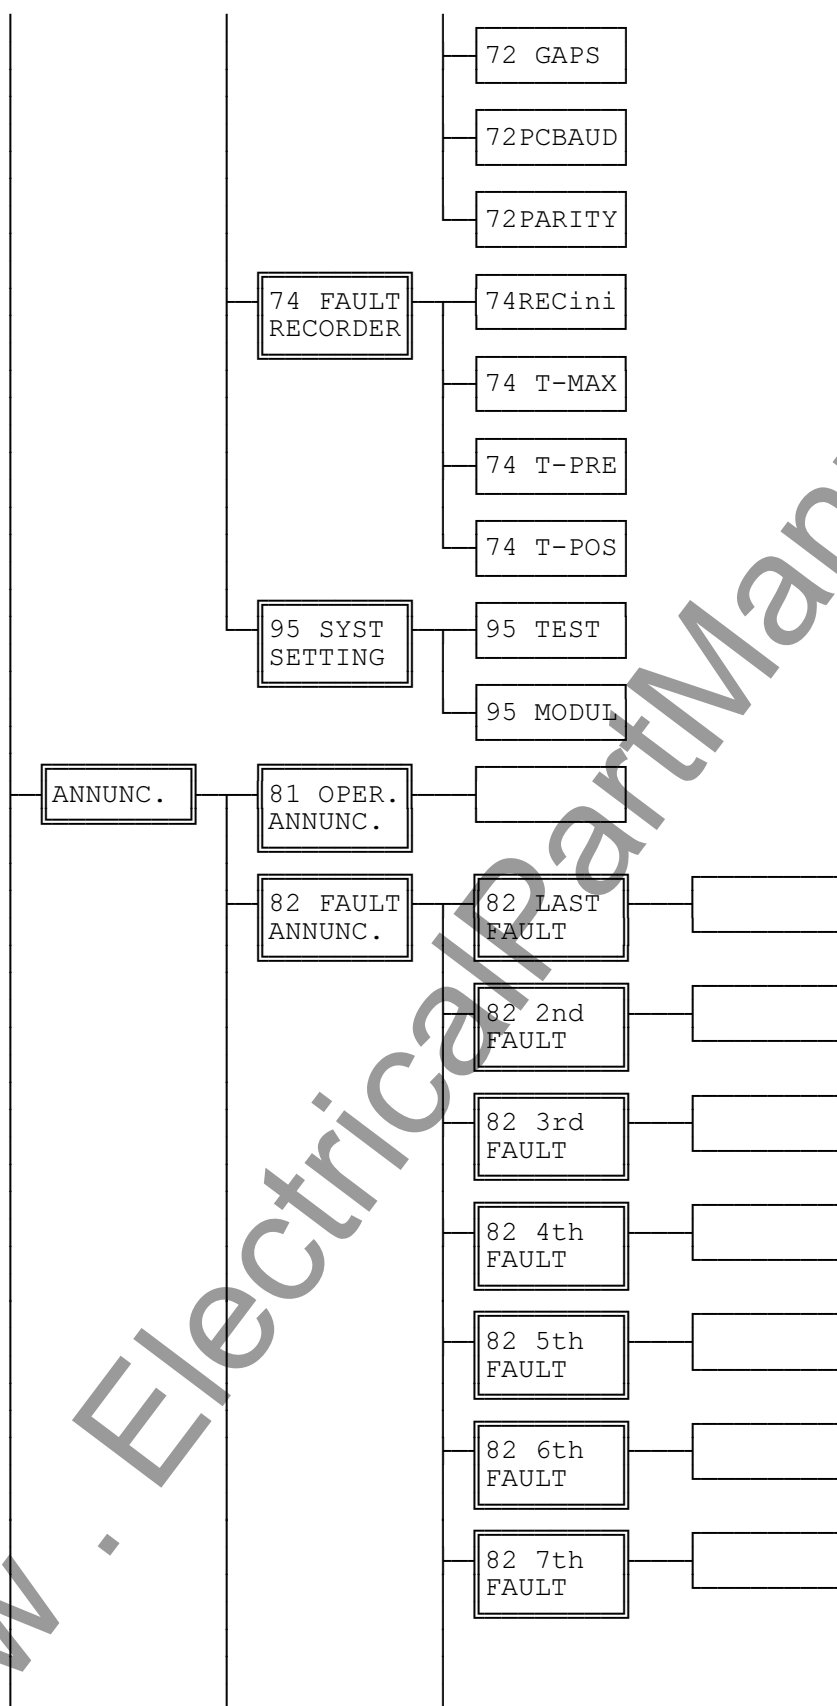 72 GAPS
72PCBAUD
72PARITY
74 FAULT
RECORDER
74RECini
74 T-MAX
74 T-PRE
74 T-POS
95 SYST
SETTING
95 TEST
95 MODUL
ANNUNC.
81 OPER.
ANNUNC.
82 FAULT
ANNUNC.
82 LAST
FAULT
82 2nd
FAULT
82 3rd
FAULT
82 4th
FAULT
82 5th
FAULT
82 6th
FAULT
82 7th
FAULT
w . ElectricalPartMan